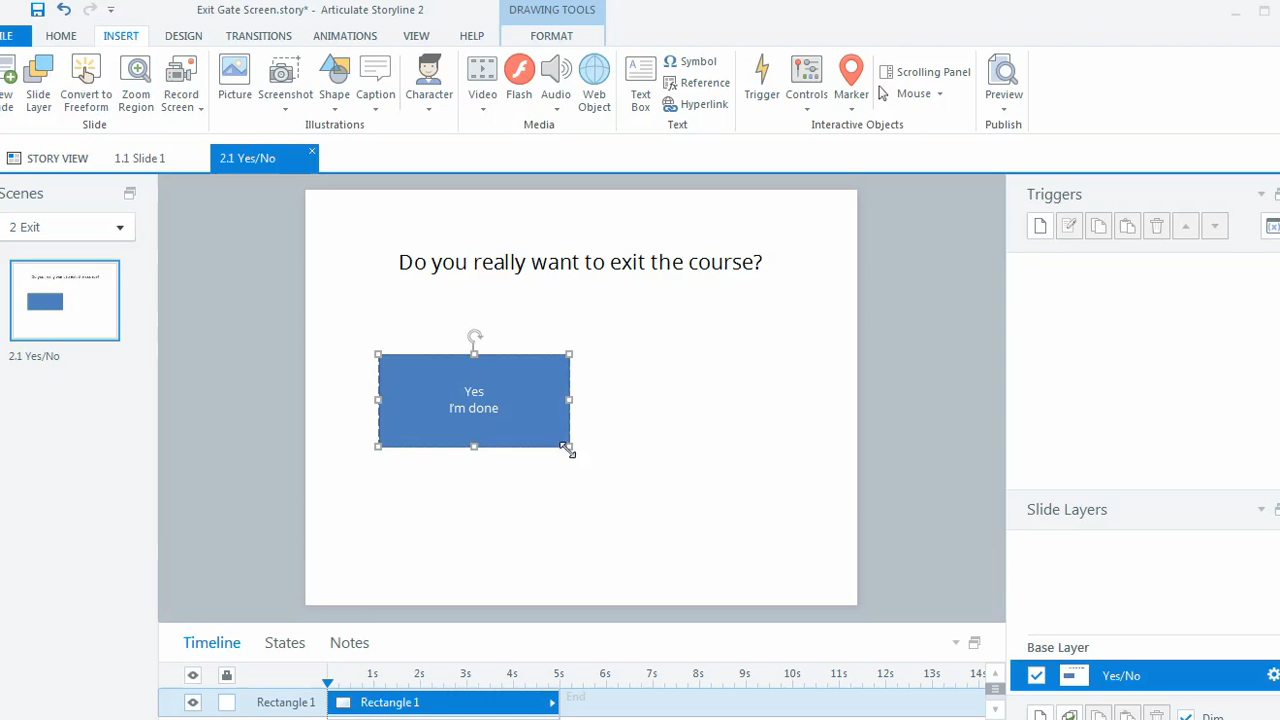 Exit Gate Screen.story* - Articulate Storyline 2
DRAWING TOOLS
HOME
INSERT
DESIGN
TRANSITIONS
ANIMATIONS
VIEW
HELP
FORMAT
Slide
Layer
Convert to
Freeform
Zoom
Region
Record
Screen
Slide
Picture
Screenshot
Shape
Caption
Character
Illustrations
Video
Flash
Audio
Web
Object
Media
Text
Box
Symbol
Reference
Hyperlink
Text
Trigger
Controls
Marker
Scrolling Panel
Mouse
Interactive Objects
Preview
Publish
STORY VIEW
1.1 Slide 1
2.1 Yes/No
Scenes
2 Exit
2.1 Yes/No
Do you really want to exit the course?
Yes
I'm done
Triggers
Slide Layers
Base Layer
Yes/No
Dim
Timeline
States
Notes
1s 2s 3s 4s 5s 6s 7s 8s 9s 10s 11s 12s 13s 14s
Rectangle 1
Rectangle 1
End